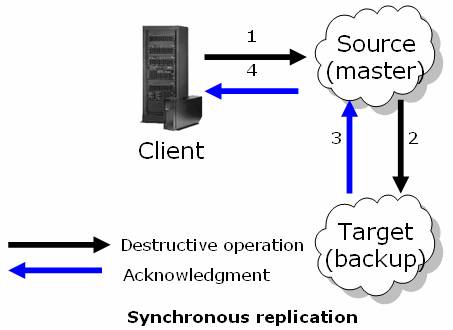 1
Source
(master)
4
Client
3
2
Target
(backup)
Destructive operation
Acknowledgment
Synchronous replication